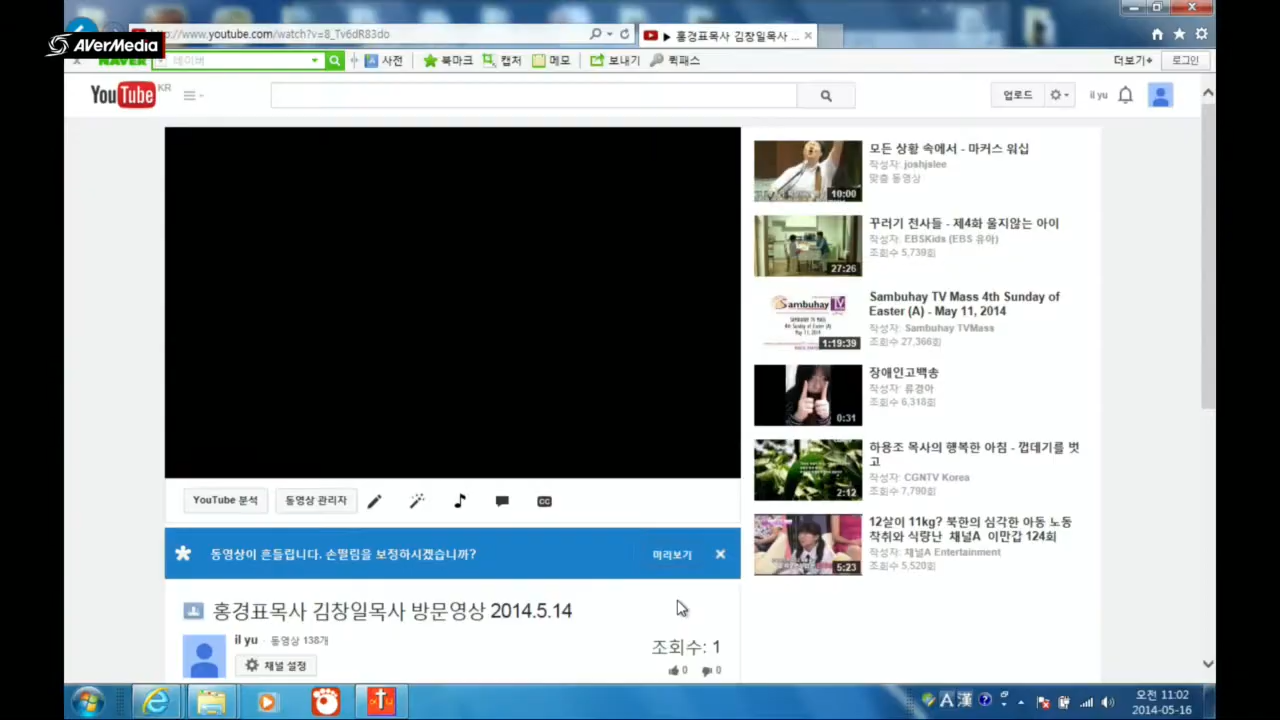 AVerMedia
www.youtube.com/watch?v=8_Tv6dR83do
홍경표목사 김창일목사 ...
NAVER 네이버 사전 북마크 캡처 메모 보내기 퀵패스 더보기 로그인
YouTube KR
업로드
il yu
모든 상황 속에서 - 마커스 워십
작성자: joshjslee
맞춤 동영상
10:00
꾸러기 천사들 - 제4화 울지않는 아이
작성자: EBSKids (EBS 유아)
조회수 5,739회
27:26
Sambuhay TV Mass 4th Sunday of
Easter (A) - May 11, 2014
작성자: Sambuhay TVMass
조회수 27,366회
Sambuhay TV
1:19:39
장애인고백송
작성자: 류경아
조회수 6,318회
0:31
하용조 목사의 행복한 아침 - 껍데기를 벗
고
작성자: CGNTV Korea
조회수 7,790회
2:12
12살이 11kg? 북한의 심각한 아동 노동
착취와 식량난 채널A 이만갑 124회
작성자: 채널A Entertainment
조회수 5,520회
5:23
YouTube 분석
동영상 관리자
CC
동영상이 흔들립니다. 손떨림을 보정하시겠습니까?
미리보기
홍경표목사 김창일목사 방문영상 2014.5.14
il yu · 동영상 138개
채널 설정
조회수: 1
0
0
A 漢
오전 11:02
2014-05-16